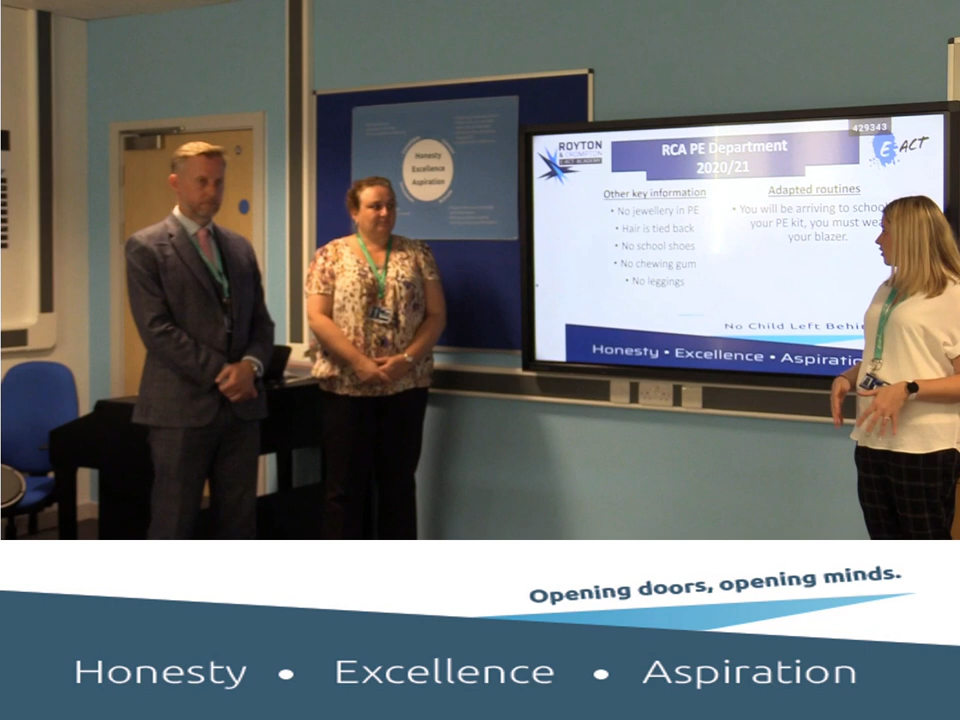 Honesty
Excellence
Aspiration
429343
ROYTON
& CROMPTON
E-ACT ACADEMY
RCA PE Department
2020/21
E-ACT
Other key information
• No jewellery in PE
• Hair is tied back
• No school shoes
• No chewing gum
• No leggings
Adapted routines
• You will be arriving to school
your PE kit, you must wea
your blazer.
No Child Left Behin
Honesty • Excellence • Aspiratio
Opening doors, opening minds.
Honesty • Excellence • Aspiration